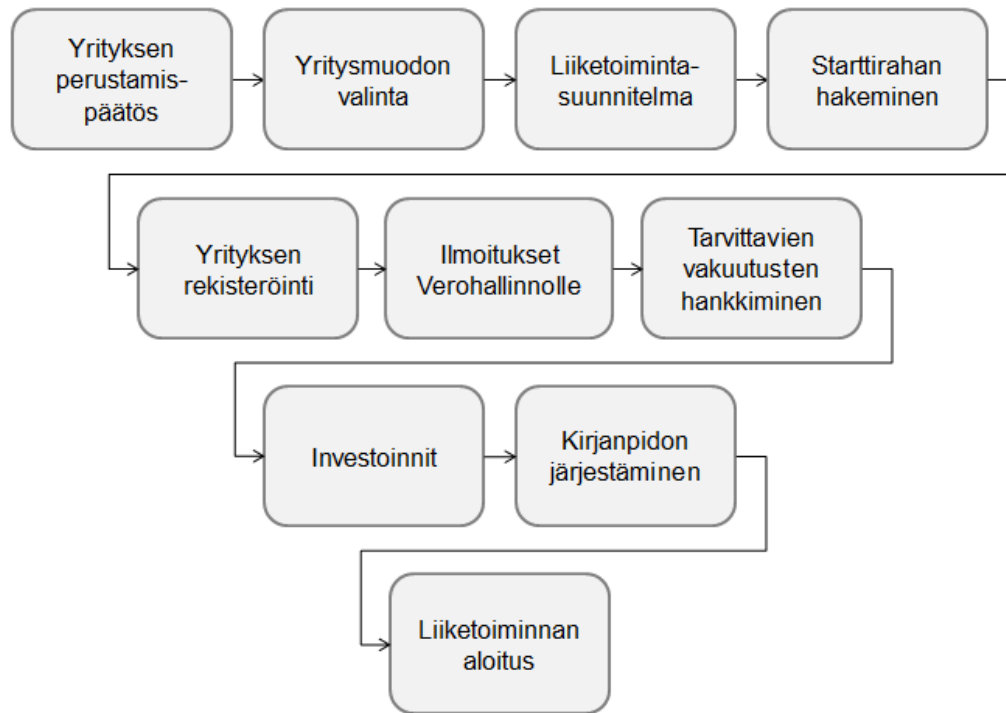 Yrityksen
perustamis-
päätös
Yritysmuodon
valinta
Liiketoiminta-
suunnitelma
Starttirahan
hakeminen
Yrityksen
rekisteröinti
Ilmoitukset
Verohallinnolle
Tarvittavien
vakuutusten
hankkiminen
Investoinnit
Kirjanpidon
järjestäminen
Liiketoiminnan
aloitus